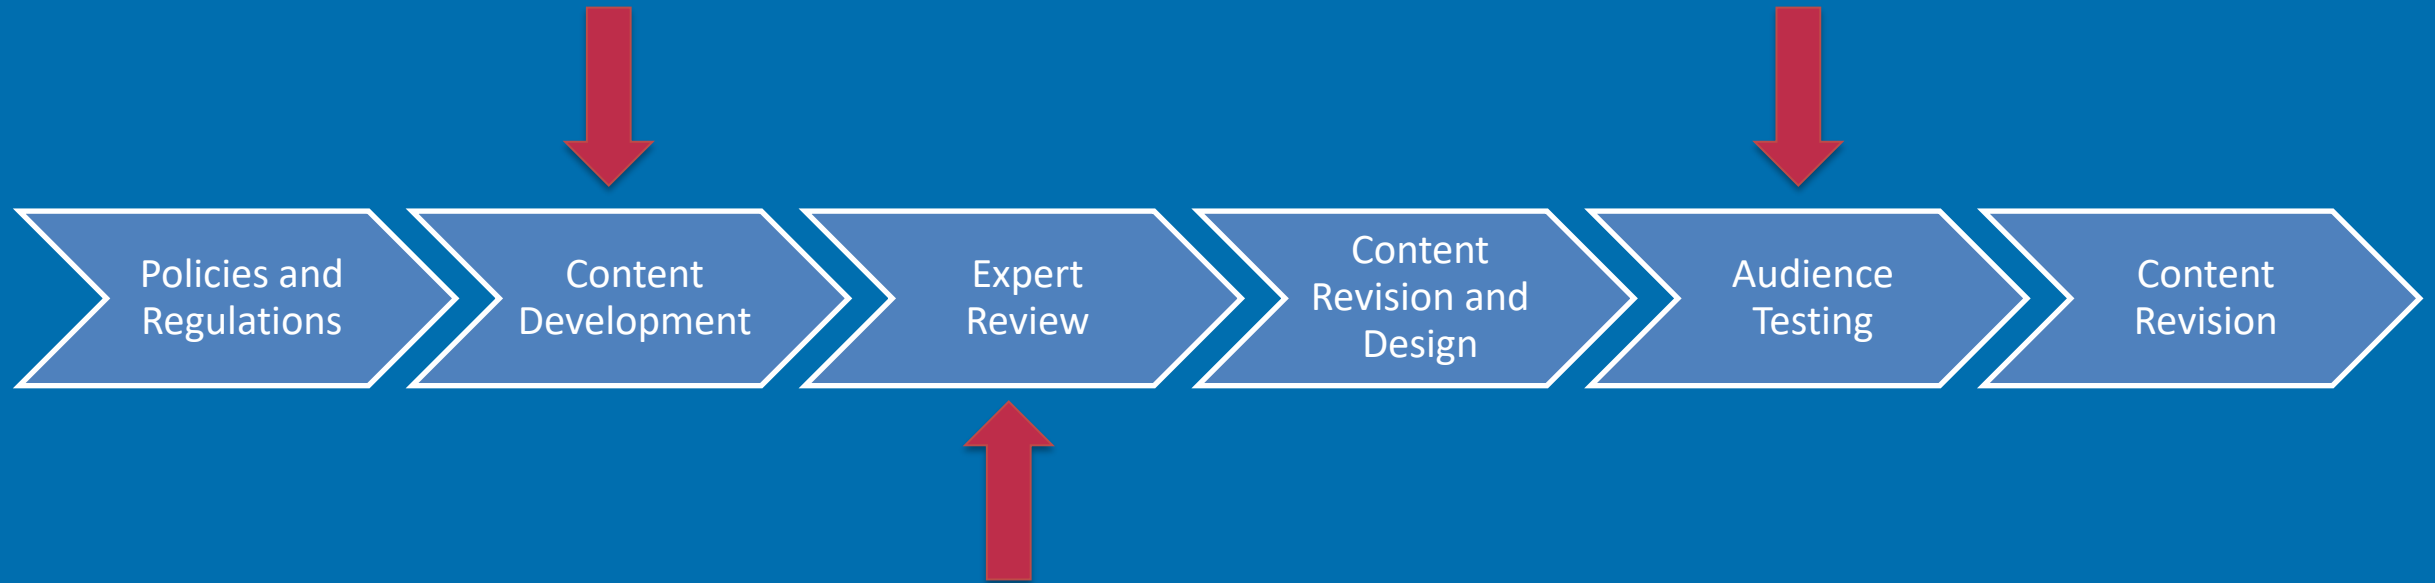 Policies and
Regulations
Content
Development
Expert
Review
Content
Revision and
Design
Audience
Testing
Content
Revision